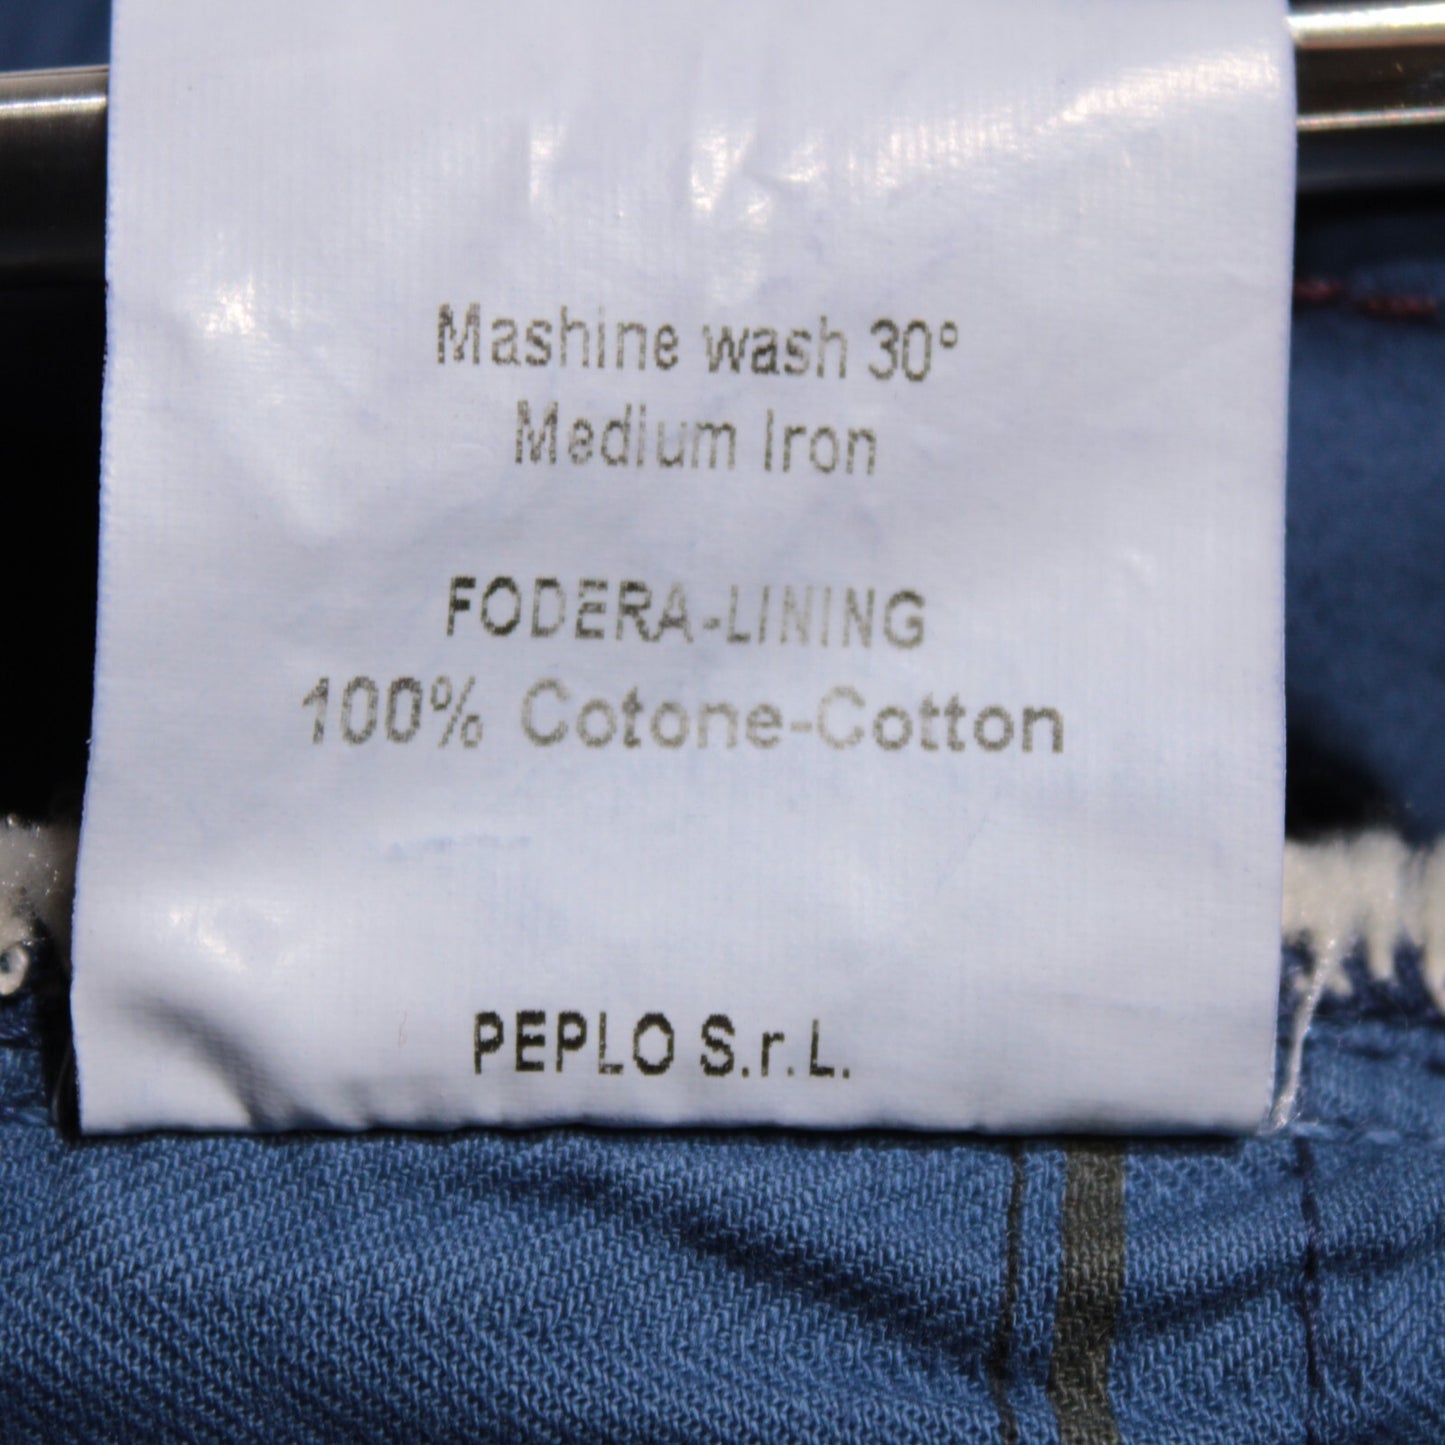 Mashine wash 30°
Medium Iron
FODERA-LINING
100% Cotone-Cotton
PEPLO S.r.L.